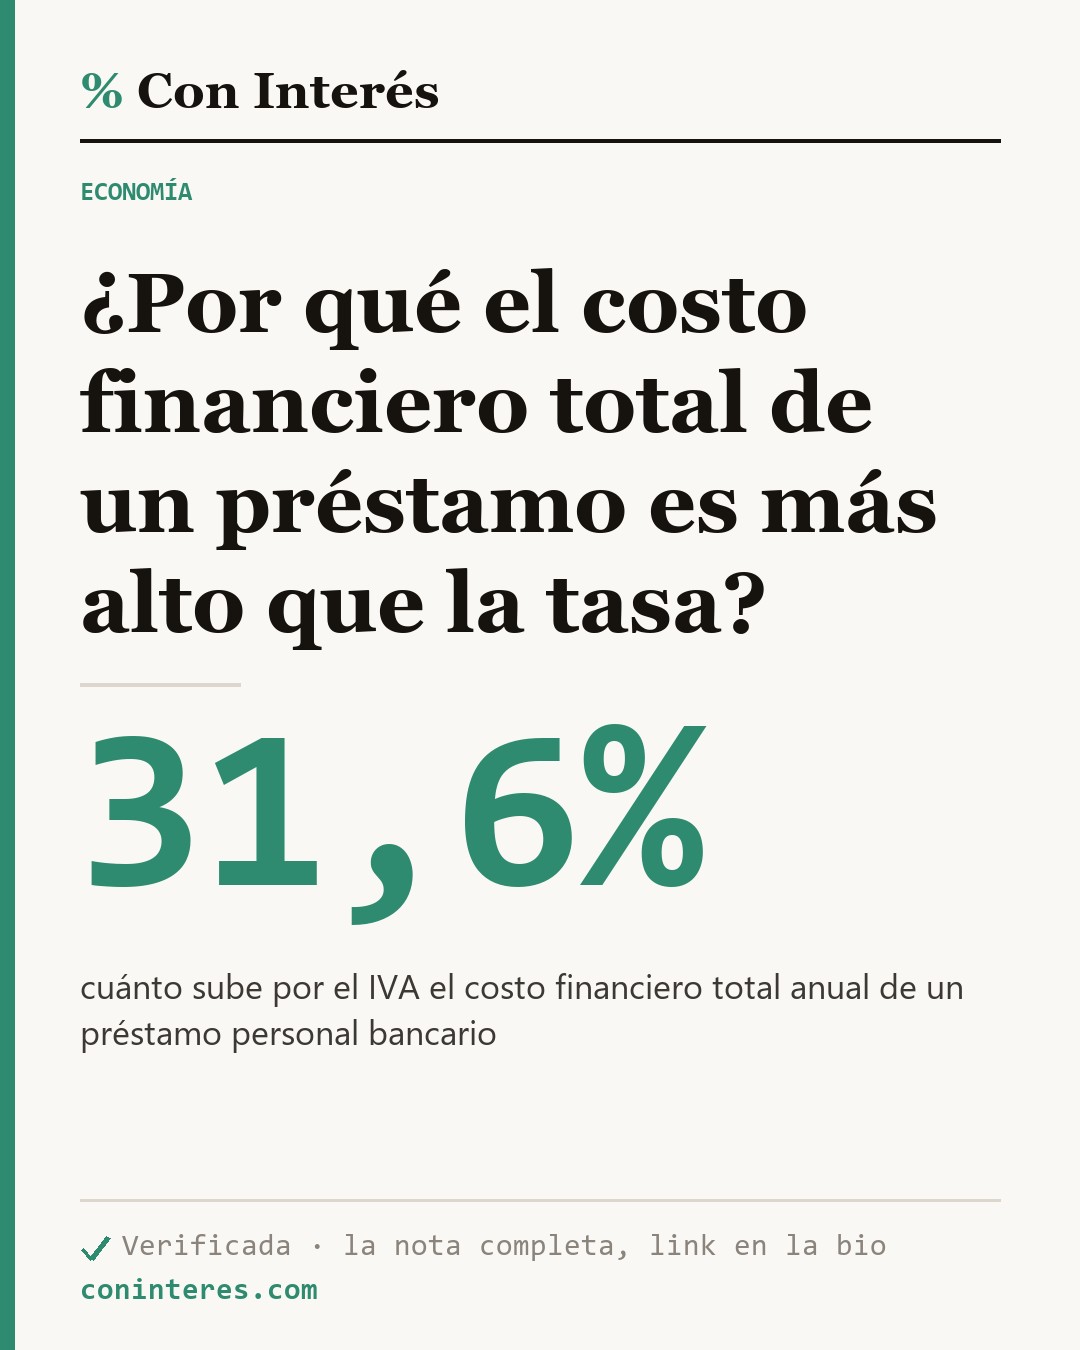 % Con Interés
ECONOMÍA
¿Por qué el costo
financiero total de
un préstamo es más
alto que la tasa?
31,6%
cuánto sube por el IVA el costo financiero total anual de un
préstamo personal bancario
✓ Verificada · la nota completa, link en la bio
coninteres.com